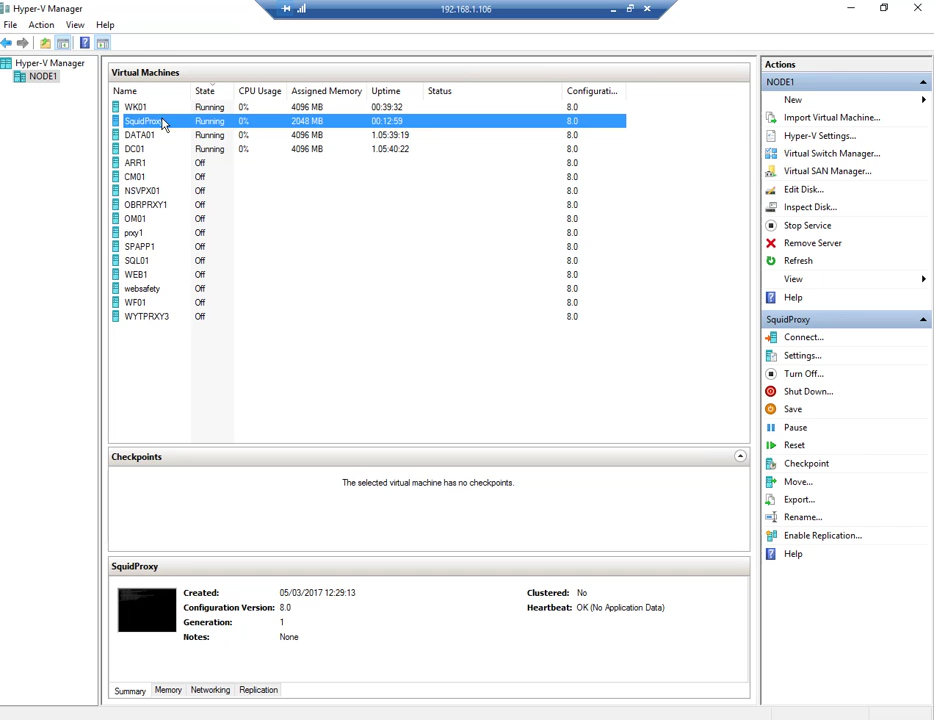 Hyper-V Manager
192.168.1.106
File Action View Help
Hyper-V Manager
NODE1
Virtual Machines
Name State CPU Usage Assigned Memory Uptime Status Configurati...
WK01 Running 0% 4096 MB 00:39:32 8.0
SquidProxy Running 0% 2048 MB 00:12:59 8.0
DATA01 Running 0% 4096 MB 1.05:39:19 8.0
DC01 Running 0% 4096 MB 1.05:40:22 8.0
ARR1 Off 8.0
CM01 Off 8.0
NSVPX01 Off 8.0
OBRPRXY1 Off 8.0
OM01 Off 8.0
prxy1 Off 8.0
SPAPP1 Off 8.0
SQL01 Off 8.0
WEB1 Off 8.0
websafety Off 8.0
WF01 Off 8.0
WYTPRXY3 Off 8.0
Checkpoints
The selected virtual machine has no checkpoints.
SquidProxy
Created: 05/03/2017 12:29:13 Clustered: No
Configuration Version: 8.0 Heartbeat: OK (No Application Data)
Generation: 1
Notes: None
Summary Memory Networking Replication
Actions
NODE1
New
Import Virtual Machine...
Hyper-V Settings...
Virtual Switch Manager...
Virtual SAN Manager...
Edit Disk...
Inspect Disk...
Stop Service
Remove Server
Refresh
View
Help
SquidProxy
Connect...
Settings...
Turn Off...
Shut Down...
Save
Pause
Reset
Checkpoint
Move...
Export...
Rename...
Enable Replication...
Help